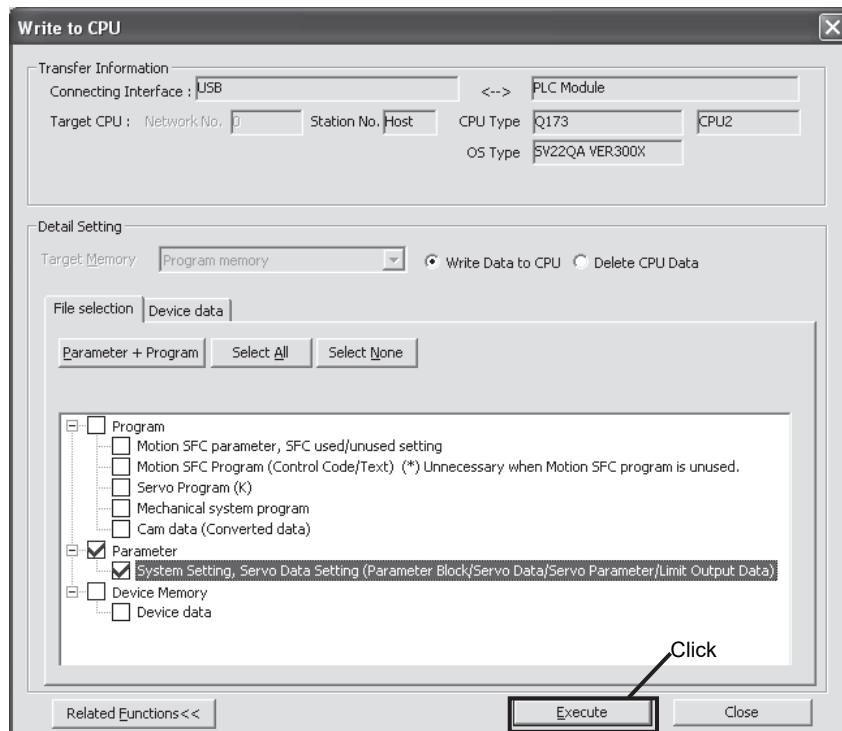 Write to CPU
Transfer Information
Connecting Interface : USB <--> PLC Module
Target CPU : Network No. 0 Station No. Host CPU Type Q173 CPU2
OS Type SV22QA VER300X
Detail Setting
Target Memory Program memory Write Data to CPU Delete CPU Data
File selection Device data
Parameter + Program Select All Select None
Program
Motion SFC parameter, SFC used/unused setting
Motion SFC Program (Control Code/Text) (*) Unnecessary when Motion SFC program is unused.
Servo Program (K)
Mechanical system program
Cam data (Converted data)
Parameter
System Setting, Servo Data Setting (Parameter Block/Servo Data/Servo Parameter/Limit Output Data)
Device Memory
Device data
Click
Related Functions<< Execute Close